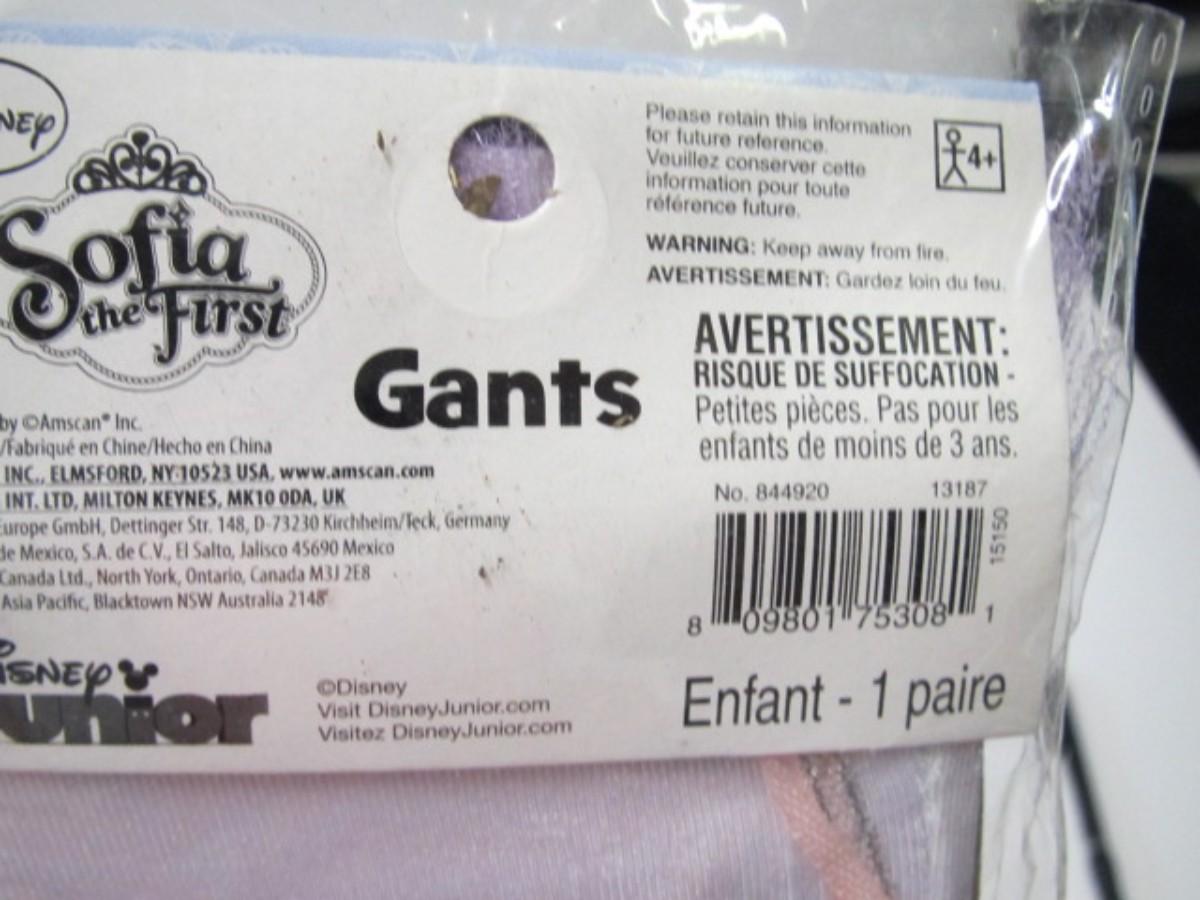 NEY
Sofia
the First
Gants
by ©Amscan® Inc.
/Fabriqué en Chine/Hecho en China
INC., ELMSFORD, NY 10523 USA, www.amscan.com
INT. LTD, MILTON KEYNES, MK10 0DA, UK
Europe GmbH, Dettinger Str. 148, D-73230 Kirchheim/Teck, Germany
de Mexico, S.A. de C.V., El Salto, Jalisco 45690 Mexico
Canada Ltd., North York, Ontario, Canada M3J 2E8
Asia Pacific, Blacktown NSW Australia 2148
DISNEY
Junior
©Disney
Visit DisneyJunior.com
Visitez DisneyJunior.com
Please retain this information
for future reference.
Veuillez conserver cette
information pour toute
référence future.
4+
WARNING: Keep away from fire.
AVERTISSEMENT: Gardez loin du feu.
AVERTISSEMENT:
RISQUE DE SUFFOCATION -
Petites pièces. Pas pour les
enfants de moins de 3 ans.
No. 844920 13187
15150
8 09801 75308 1
Enfant - 1 paire